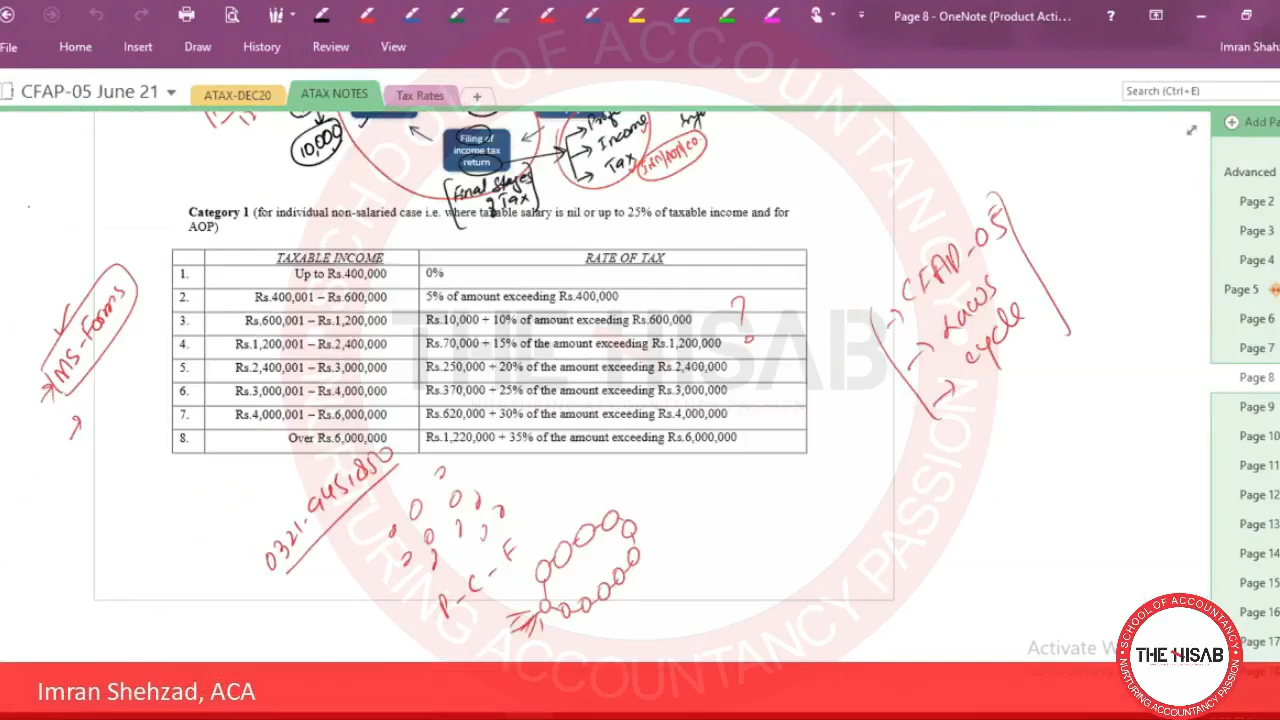 Page 8 - OneNote (Product Acti...
File Home Insert Draw History Review View
Imran Shahz
CFAP-05 June 21
ATAX-DEC20
ATAX NOTES
Tax Rates
Search (Ctrl+E)
Add Pa
Advanced
Page 2
Page 3
Page 4
Page 5
Page 6
Page 7
Page 8
Page 9
Page 10
Page 11
Page 12
Page 13
Page 14
Page 15
Page 16
Page 17
10,000
Filing of
income tax
return
Income
Tax
Final Stages
of Tax
Category 1 (for individual non-salaried case i.e. where taxable salary is nil or up to 25% of taxable income and for
AOP)
TAXABLE INCOME RATE OF TAX
1. Up to Rs.400,000 0%
2. Rs.400,001 – Rs.600,000 5% of amount exceeding Rs.400,000
3. Rs.600,001 – Rs.1,200,000 Rs.10,000 + 10% of amount exceeding Rs.600,000
4. Rs.1,200,001 – Rs.2,400,000 Rs.70,000 + 15% of the amount exceeding Rs.1,200,000
5. Rs.2,400,001 – Rs.3,000,000 Rs.250,000 + 20% of the amount exceeding Rs.2,400,000
6. Rs.3,000,001 – Rs.4,000,000 Rs.370,000 + 25% of the amount exceeding Rs.3,000,000
7. Rs.4,000,001 – Rs.6,000,000 Rs.620,000 + 30% of the amount exceeding Rs.4,000,000
8. Over Rs.6,000,000 Rs.1,220,000 + 35% of the amount exceeding Rs.6,000,000
?
MS-Forms
CFAP-05
Laws
cycle
0321-9451850
P-C-F
SCHOOL OF ACCOUNTANCY
THE HISAB
NURTURING ACCOUNTANCY PASSION
Activate W
SCHOOL OF ACCOUNTANCY
THE HISAB
NURTURING ACCOUNTANCY PASSION
Imran Shehzad, ACA